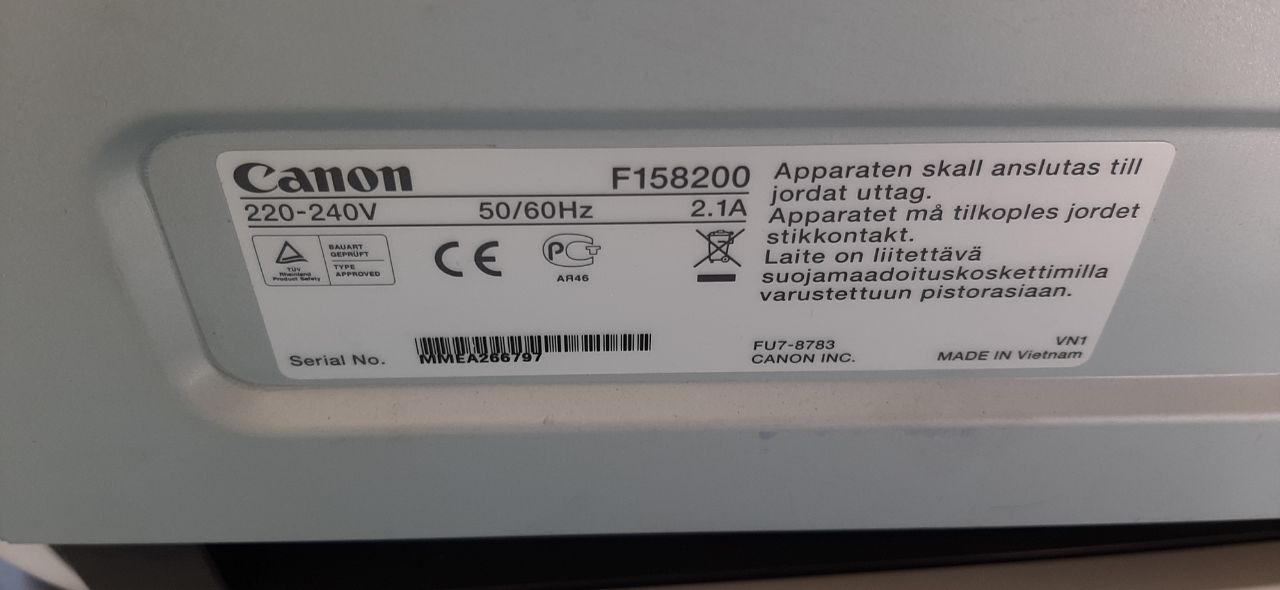 Canon F158200
220-240V 50/60Hz 2.1A
TÜV
Rheinland
Product Safety
BAUART
GEPRÜFT
TYPE
APPROVED
CE
PCT
AR46
Serial No. MMEA266797
Apparaten skall anslutas till
jordat uttag.
Apparatet må tilkoples jordet
stikkontakt.
Laite on liitettävä
suojamaadoituskoskettimilla
varustettuun pistorasiaan.
FU7-8783
CANON INC.
VN1
MADE IN Vietnam